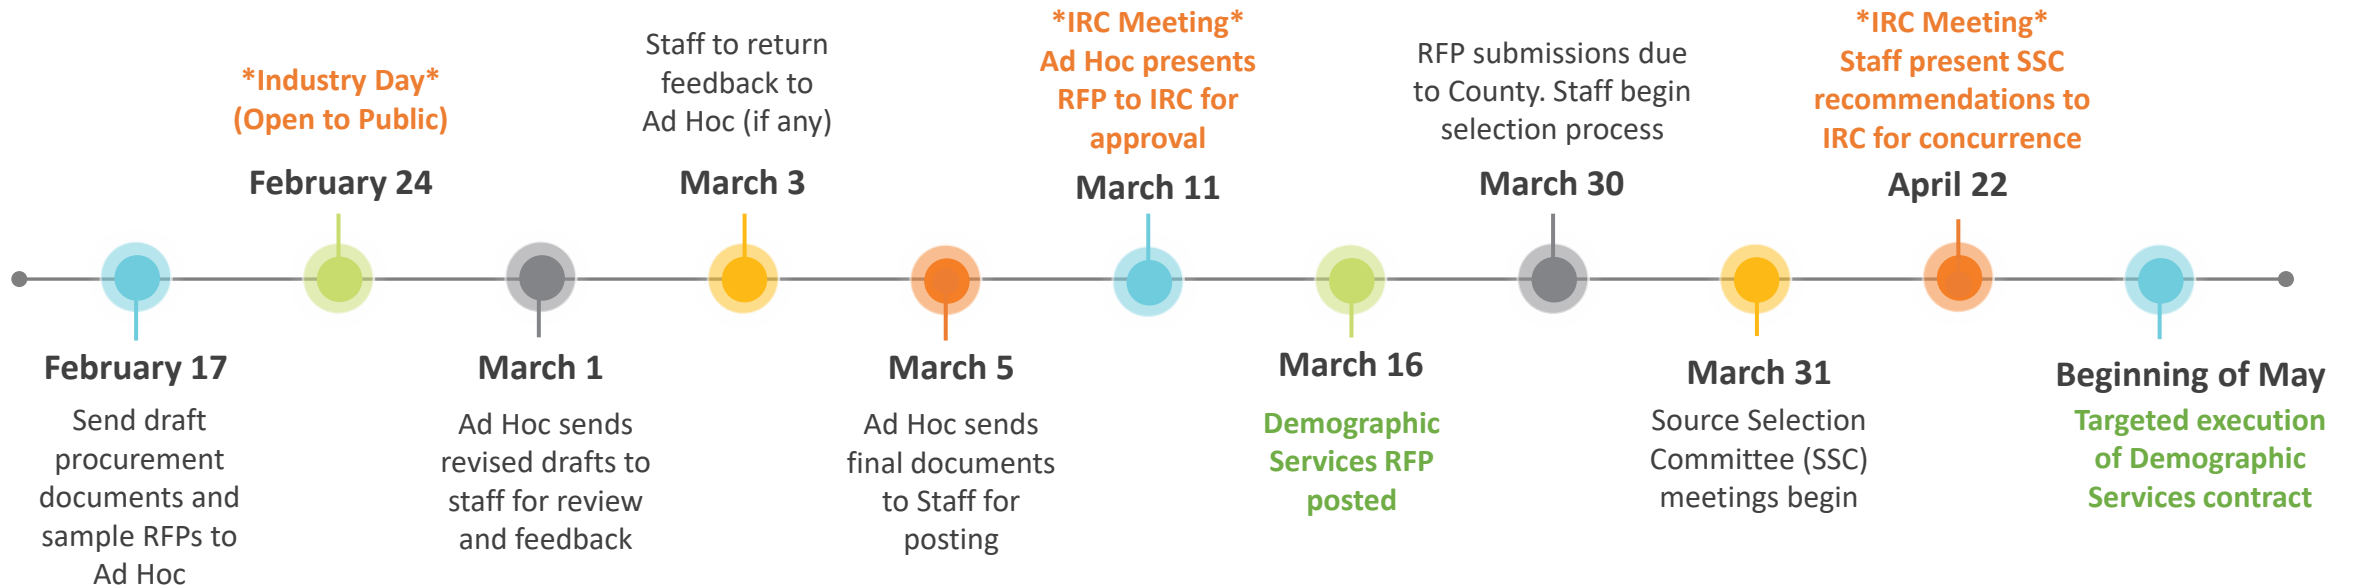 February 17
Send draft
procurement
documents and
sample RFPs to
Ad Hoc
*Industry Day*
(Open to Public)
February 24
March 1
Ad Hoc sends
revised drafts to
staff for review
and feedback
Staff to return
feedback to
Ad Hoc (if any)
March 3
March 5
Ad Hoc sends
final documents
to Staff for
posting
*IRC Meeting*
Ad Hoc presents
RFP to IRC for
approval
March 11
March 16
Demographic
Services RFP
posted
RFP submissions due
to County. Staff begin
selection process
March 30
March 31
Source Selection
Committee (SSC)
meetings begin
*IRC Meeting*
Staff present SSC
recommendations to
IRC for concurrence
April 22
Beginning of May
Targeted execution
of Demographic
Services contract